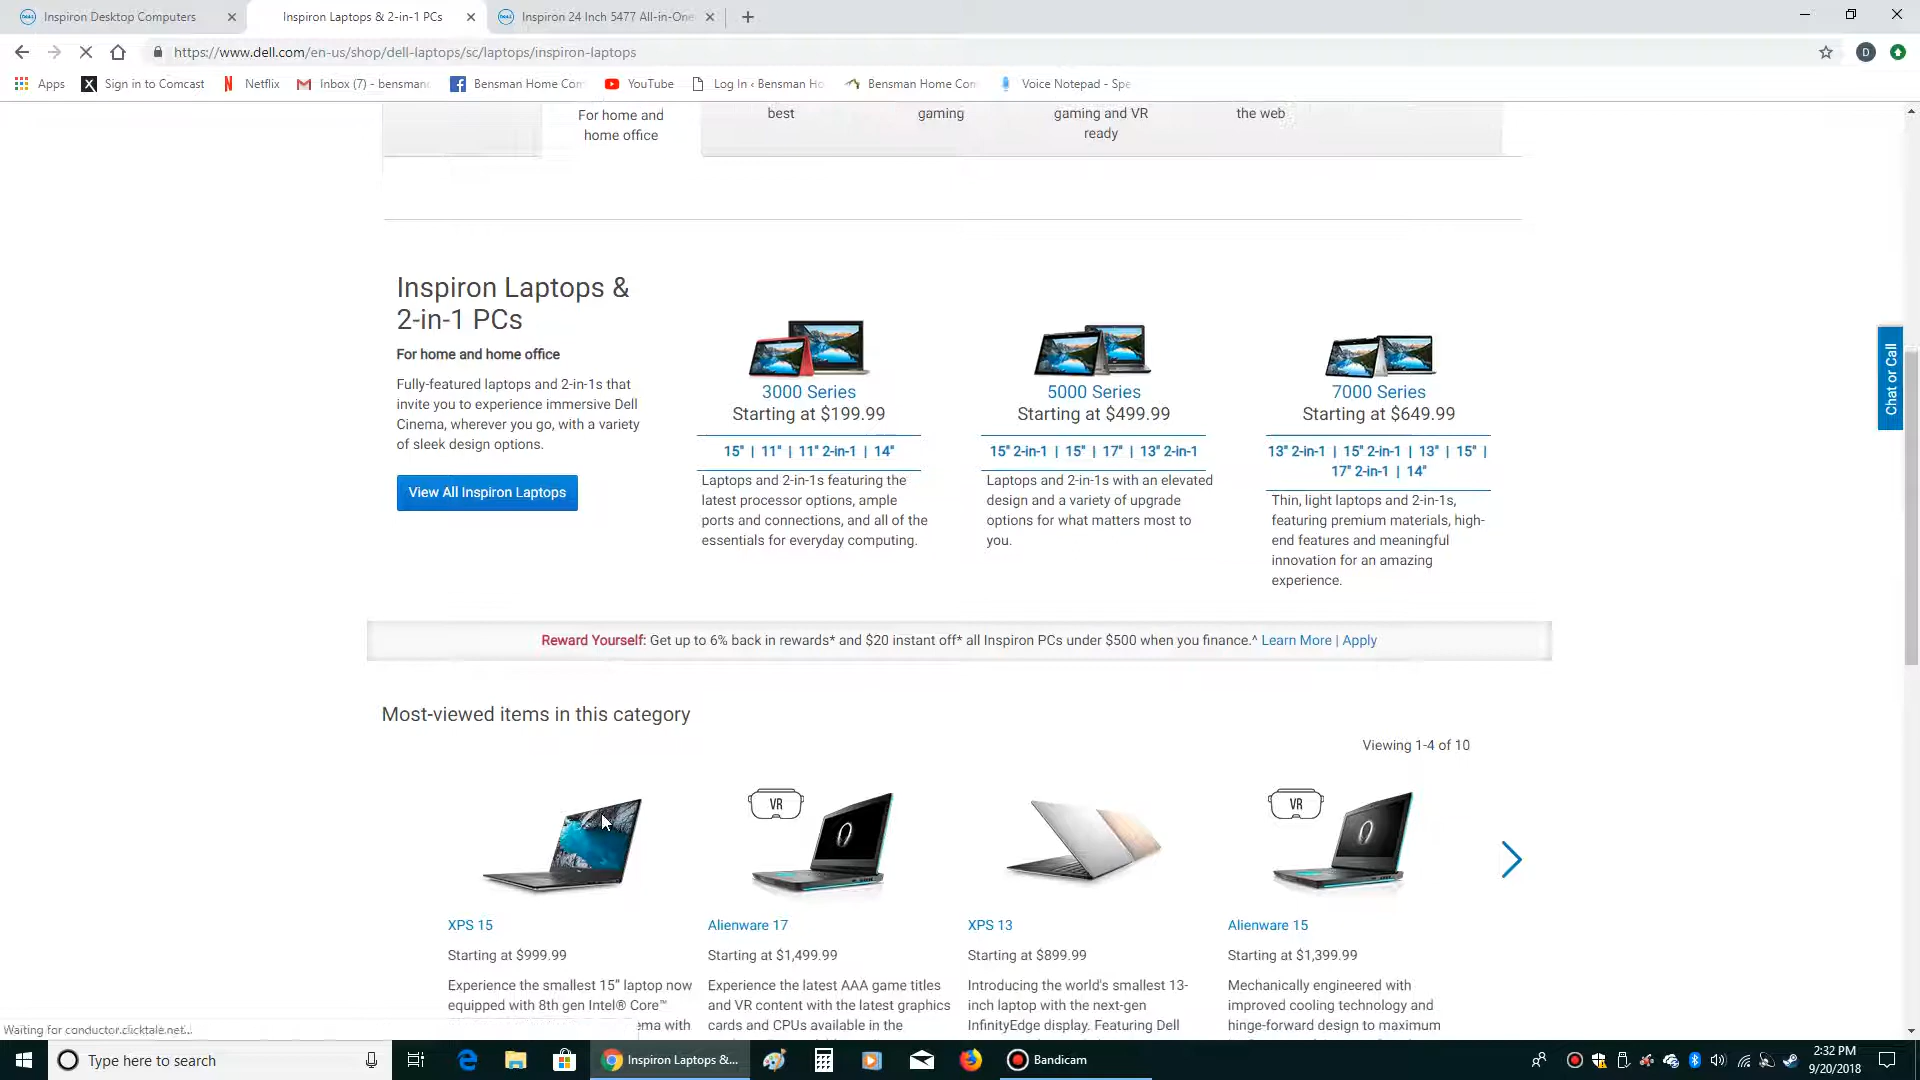 Inspiron Desktop Computers
Inspiron Laptops & 2-in-1 PCs
Inspiron 24 Inch 5477 All-in-One
https://www.dell.com/en-us/shop/dell-laptops/sc/laptops/inspiron-laptops
D
Apps
Sign in to Comcast
Netflix
Inbox (7) - bensman
Bensman Home Com
YouTube
Log In ‹ Bensman Ho
Bensman Home Com
Voice Notepad - Spe
For home and
home office
best
gaming
gaming and VR
ready
the web
Inspiron Laptops &
2-in-1 PCs
For home and home office
Fully-featured laptops and 2-in-1s that
invite you to experience immersive Dell
Cinema, wherever you go, with a variety
of sleek design options.
View All Inspiron Laptops
3000 Series
Starting at $199.99
15" | 11" | 11" 2-in-1 | 14"
Laptops and 2-in-1s featuring the
latest processor options, ample
ports and connections, and all of the
essentials for everyday computing.
5000 Series
Starting at $499.99
15" 2-in-1 | 15" | 17" | 13" 2-in-1
Laptops and 2-in-1s with an elevated
design and a variety of upgrade
options for what matters most to
you.
7000 Series
Starting at $649.99
13" 2-in-1 | 15" 2-in-1 | 13" | 15" |
17" 2-in-1 | 14"
Thin, light laptops and 2-in-1s,
featuring premium materials, high-
end features and meaningful
innovation for an amazing
experience.
Chat or Call
Reward Yourself: Get up to 6% back in rewards* and $20 instant off* all Inspiron PCs under $500 when you finance.^ Learn More | Apply
Most-viewed items in this category
Viewing 1-4 of 10
VR
VR
XPS 15
Starting at $999.99
Experience the smallest 15" laptop now
equipped with 8th gen Intel® Core™
ema with
Alienware 17
Starting at $1,499.99
Experience the latest AAA game titles
and VR content with the latest graphics
cards and CPUs available in the
XPS 13
Starting at $899.99
Introducing the world's smallest 13-
inch laptop with the next-gen
InfinityEdge display. Featuring Dell
Alienware 15
Starting at $1,399.99
Mechanically engineered with
improved cooling technology and
hinge-forward design to maximum
Waiting for conductor.clicktale.net...
Type here to search
Inspiron Laptops &...
Bandicam
2:32 PM
9/20/2018